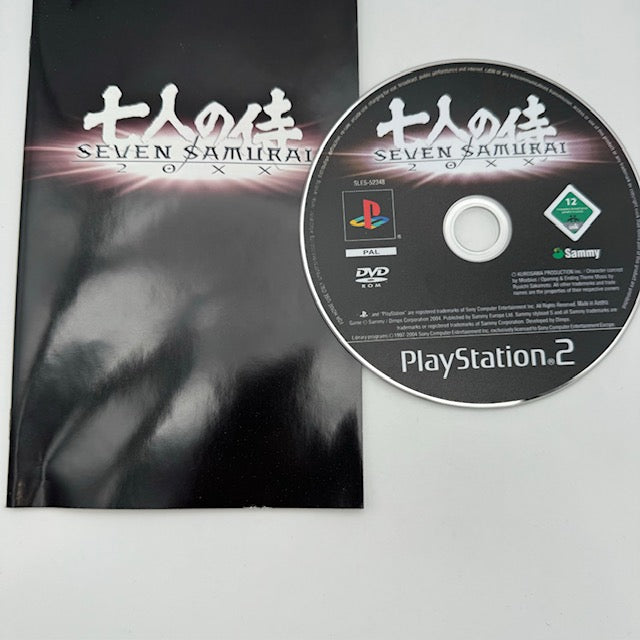 七人の侍
SEVEN SAMURAI
20XX
七人の侍
SEVEN SAMURAI
20XX
SLES-52248
PAL
DVD
ROM
12
Sammy
© KUROSAWA PRODUCTION Inc. / Character concept
by Moebius / Opening & Ending Theme Music by
Ryuichi Sakamoto. All other trademarks and trade
names are the properties of their respective owners.
and "PlayStation" are registered trademarks of Sony Computer Entertainment Inc. All Rights Reserved. Made in Austria.
Game © Sammy / Dimps Corporation 2004. Published by Sammy Europe Ltd. Sammy stylised S and all Sammy trademarks are
trademarks or registered trademarks of Sammy Corporation. Developed by Dimps.
Library programs © 1997-2004 Sony Computer Entertainment Inc. exclusively licensed to Sony Computer Entertainment Europe.
PlayStation.2